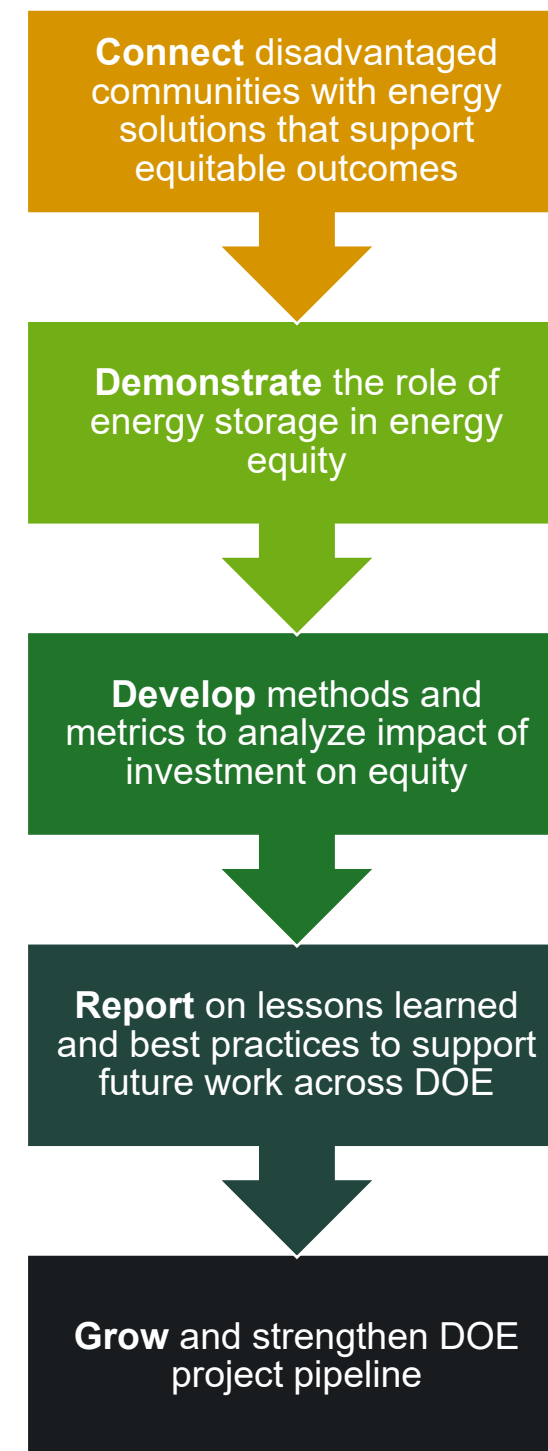 Connect disadvantaged
communities with energy
solutions that support
equitable outcomes
Demonstrate the role of
energy storage in energy
equity
Develop methods and
metrics to analyze impact of
investment on equity
Report on lessons learned
and best practices to support
future work across DOE
Grow and strengthen DOE
project pipeline